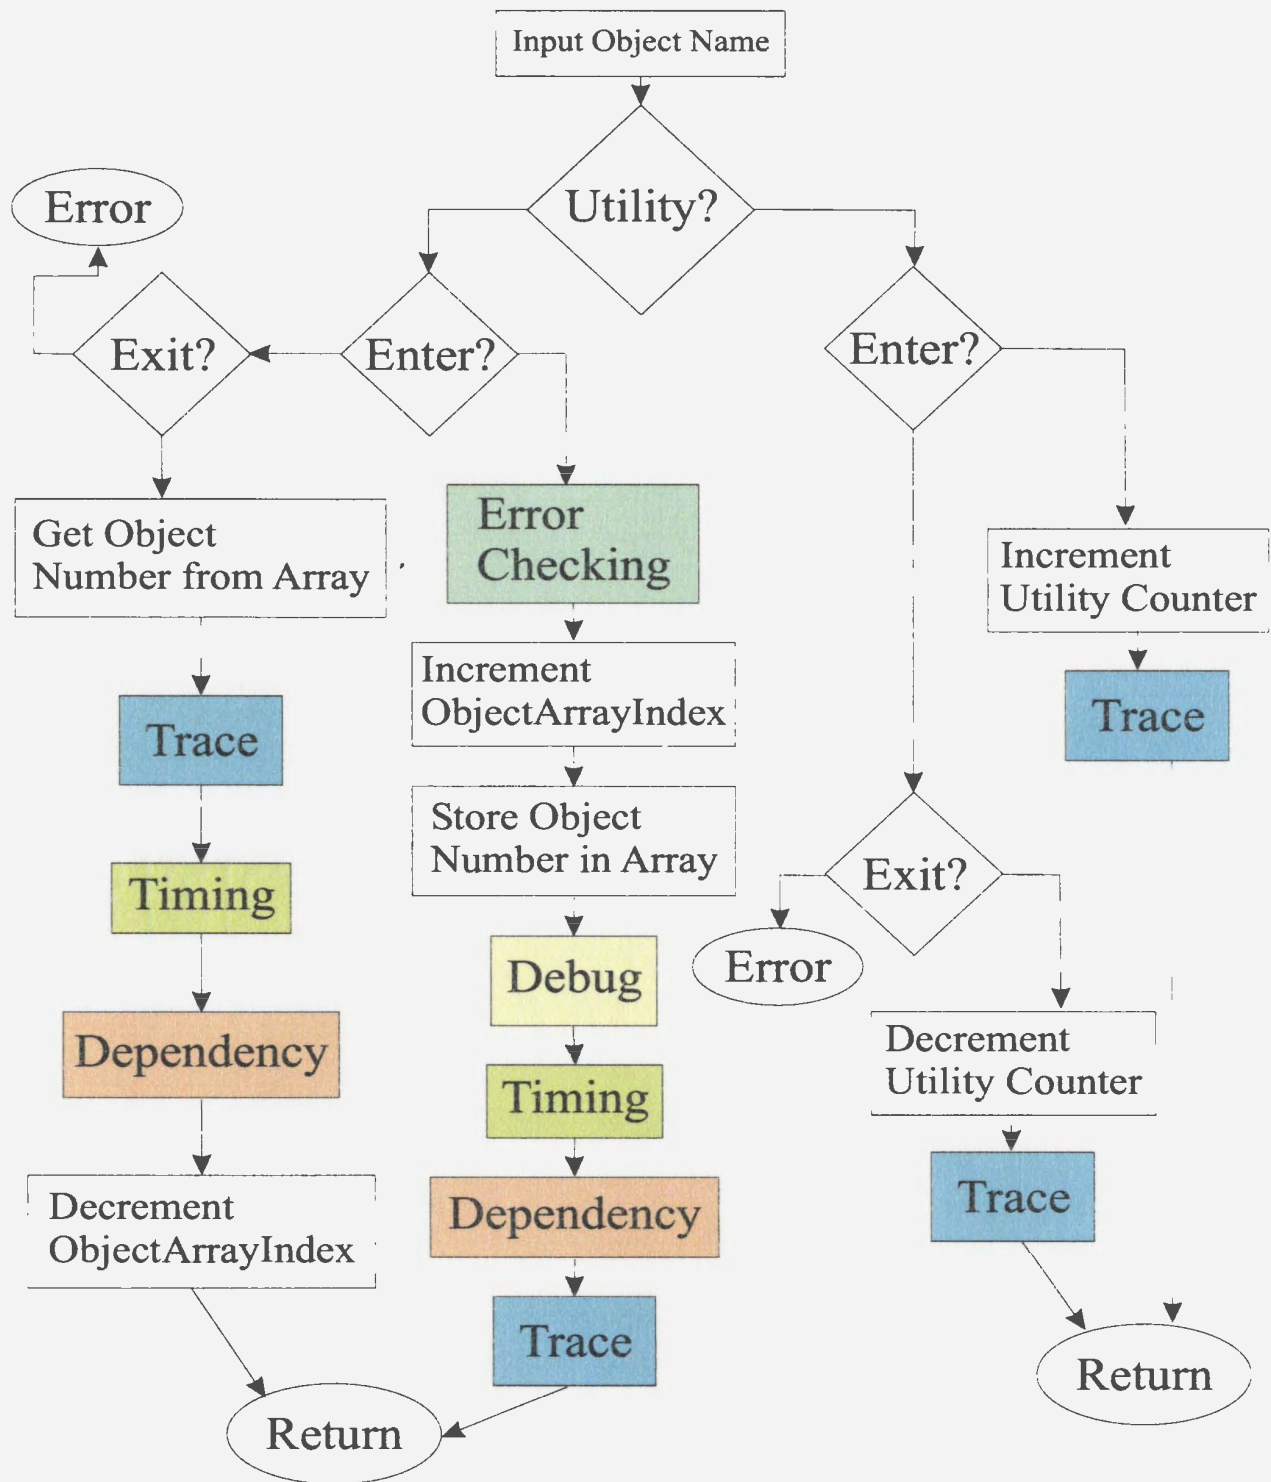 Input Object Name
Utility?
Error
Exit?
Enter?
Enter?
Get Object
Number from Array
Error
Checking
Increment
Utility Counter
Increment
ObjectArrayIndex
Trace
Trace
Store Object
Number in Array
Exit?
Timing
Debug
Error
Dependency
Timing
Decrement
Utility Counter
Decrement
ObjectArrayIndex
Dependency
Trace
Trace
Return
Return